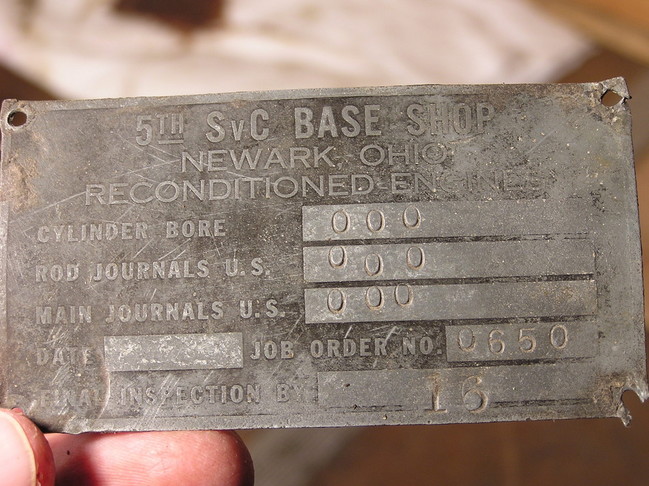 5TH SvC BASE SHOP
NEWARK, OHIO
RECONDITIONED-ENGINES
CYLINDER BORE 000
ROD JOURNALS U.S. 000
MAIN JOURNALS U.S. 000
DATE JOB ORDER NO. 0650
FINAL INSPECTION BY 16